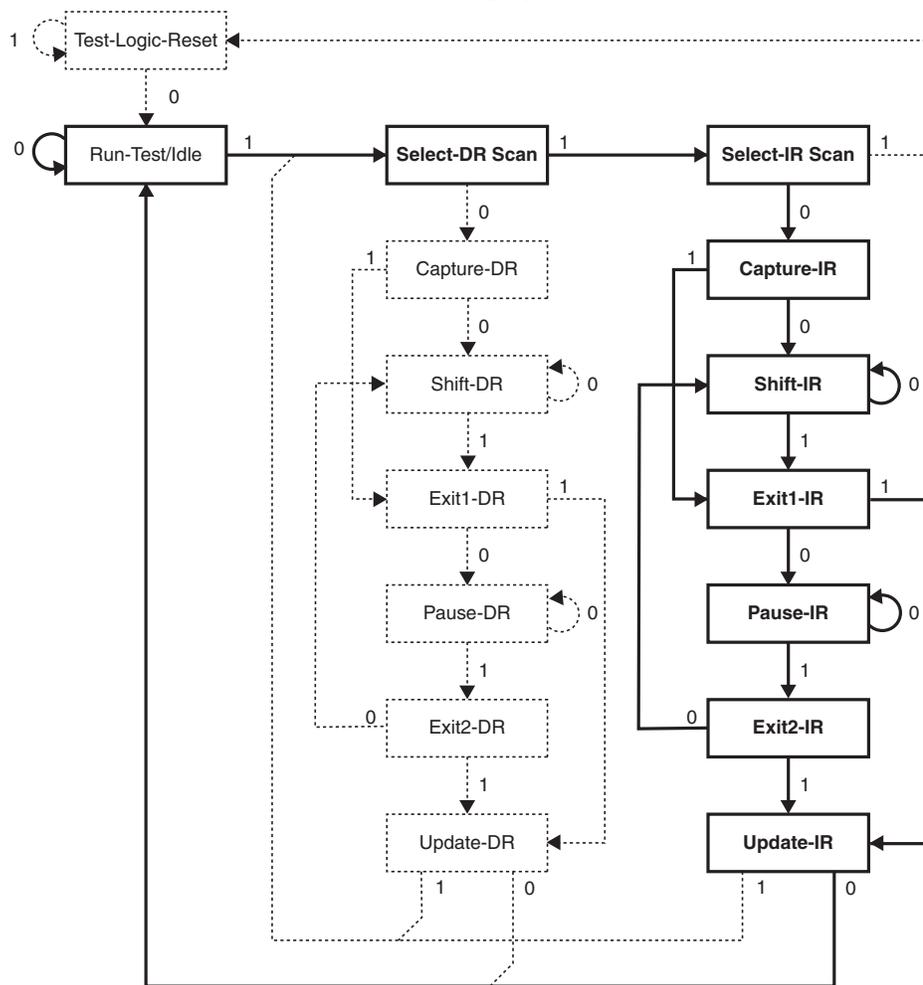 1
Test-Logic-Reset
0
0
Run-Test/Idle
1
Select-DR Scan
1
Select-IR Scan
1
0
0
1
Capture-DR
1
Capture-IR
0
0
Shift-DR
0
Shift-IR
0
1
1
Exit1-DR
1
Exit1-IR
1
0
0
Pause-DR
0
Pause-IR
0
1
1
0
Exit2-DR
0
Exit2-IR
1
1
Update-DR
Update-IR
1
0
1
0